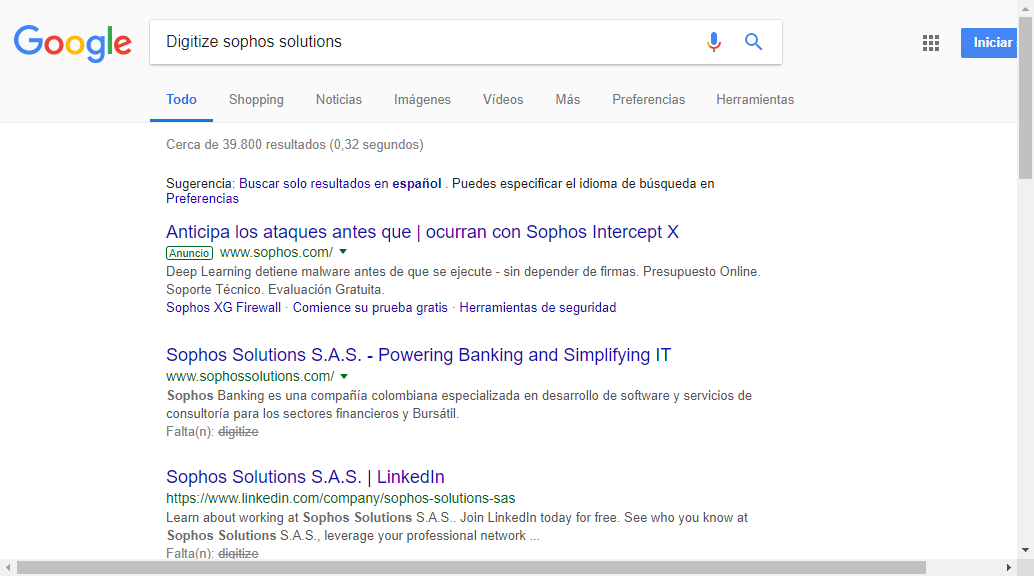 Google
Digitize sophos solutions
Iniciar
Todo Shopping Noticias Imágenes Vídeos Más Preferencias Herramientas
Cerca de 39.800 resultados (0,32 segundos)
Sugerencia: Buscar solo resultados en español . Puedes especificar el idioma de búsqueda en
Preferencias
Anticipa los ataques antes que | ocurran con Sophos Intercept X
Anuncio www.sophos.com/
Deep Learning detiene malware antes de que se ejecute - sin depender de firmas. Presupuesto Online.
Soporte Técnico. Evaluación Gratuita.
Sophos XG Firewall · Comience su prueba gratis · Herramientas de seguridad
Sophos Solutions S.A.S. - Powering Banking and Simplifying IT
www.sophossolutions.com/
Sophos Banking es una compañía colombiana especializada en desarrollo de software y servicios de
consultoría para los sectores financieros y Bursátil.
Falta(n): digitize
Sophos Solutions S.A.S. | LinkedIn
https://www.linkedin.com/company/sophos-solutions-sas
Learn about working at Sophos Solutions S.A.S.. Join LinkedIn today for free. See who you know at
Sophos Solutions S.A.S., leverage your professional network ...
Falta(n): digitize